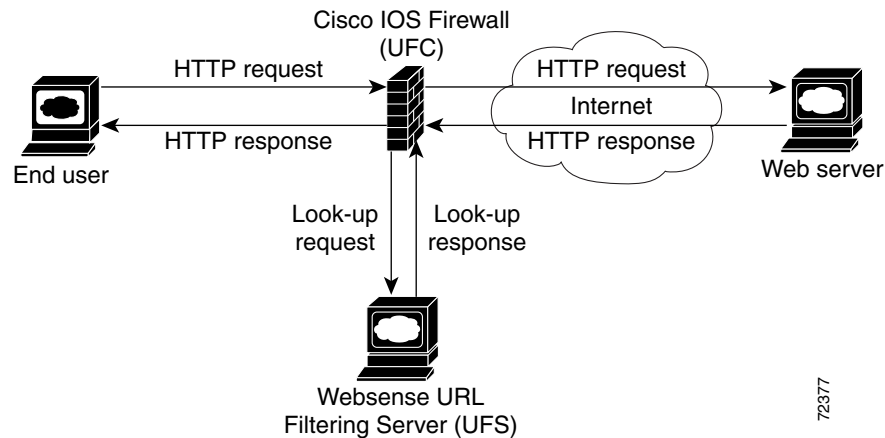 Cisco IOS Firewall
(UFC)
HTTP request
HTTP request
Internet
HTTP response
HTTP response
End user
Web server
Look-up
request
Look-up
response
Websense URL
Filtering Server (UFS)
72377